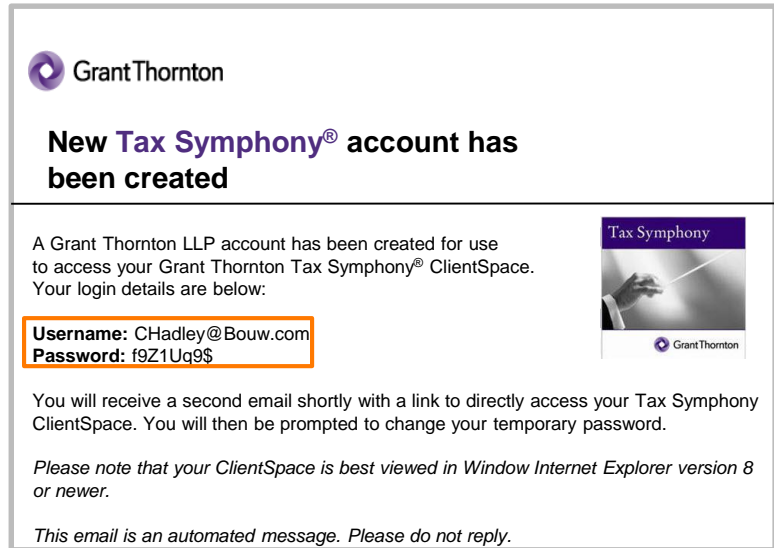 Grant Thornton
New Tax Symphony® account has
been created
A Grant Thornton LLP account has been created for use
to access your Grant Thornton Tax Symphony® ClientSpace.
Your login details are below:
Tax Symphony
Grant Thornton
Username: CHadley@Bouw.com
Password: f9Z1Uq9$
You will receive a second email shortly with a link to directly access your Tax Symphony
ClientSpace. You will then be prompted to change your temporary password.
Please note that your ClientSpace is best viewed in Window Internet Explorer version 8
or newer.
This email is an automated message. Please do not reply.